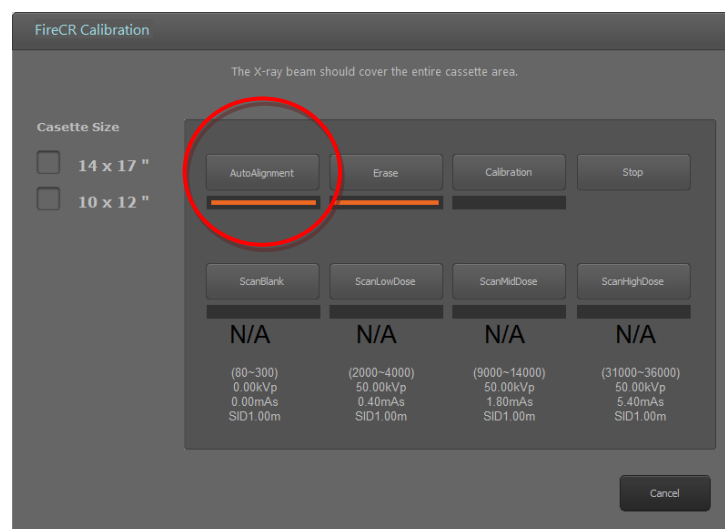 FireCR Calibration
The X-ray beam should cover the entire cassette area.
Casette Size
14 x 17 "
10 x 12 "
AutoAlignment Erase Calibration Stop
ScanBlank ScanLowDose ScanMidDose ScanHighDose
N/A N/A N/A N/A
(80~300) (2000~4000) (9000~14000) (31000~36000)
0.00kVp 50.00kVp 50.00kVp 50.00kVp
0.00mAs 0.40mAs 1.80mAs 5.40mAs
SID1.00m SID1.00m SID1.00m SID1.00m
Cancel